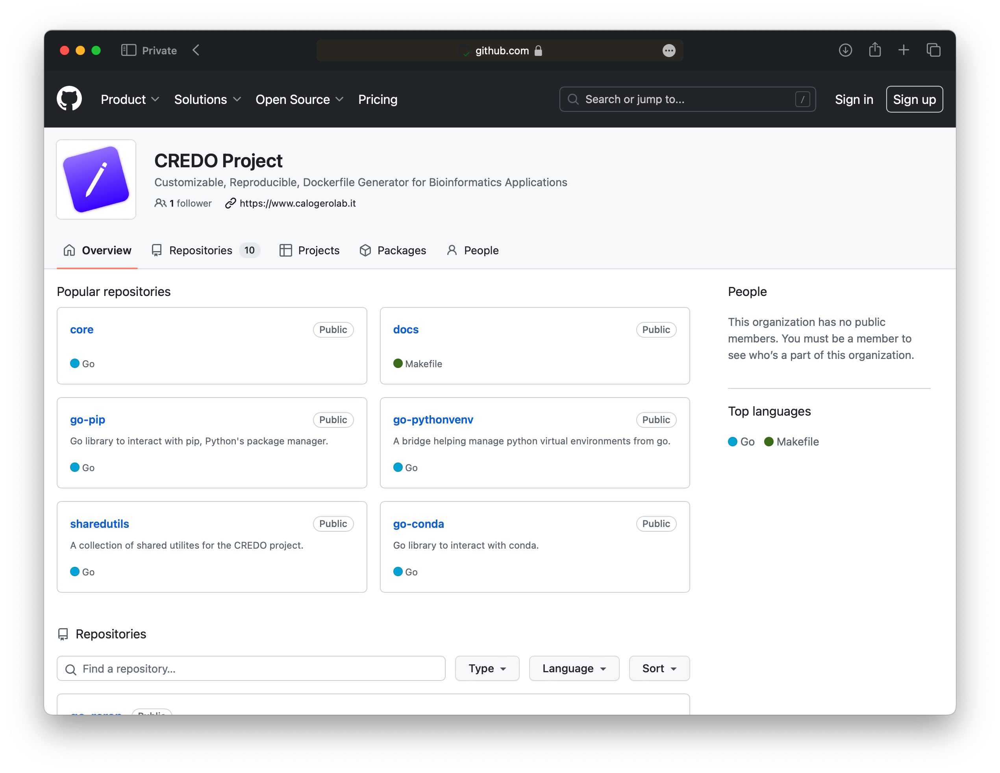 Private
github.com
Product
Solutions
Open Source
Pricing
Search or jump to...
/
Sign in
Sign up
CREDO Project
Customizable, Reproducible, Dockerfile Generator for Bioinformatics Applications
1 follower
https://www.calogerolab.it
Overview
Repositories 10
Projects
Packages
People
Popular repositories
core
Public
Go
docs
Public
Makefile
go-pip
Public
Go library to interact with pip, Python's package manager.
Go
go-pythonvenv
Public
A bridge helping manage python virtual environments from go.
Go
sharedutils
Public
A collection of shared utilites for the CREDO project.
Go
go-conda
Public
Go library to interact with conda.
Go
People
This organization has no public
members. You must be a member to
see who’s a part of this organization.
Top languages
Go
Makefile
Repositories
Find a repository...
Type
Language
Sort
Public